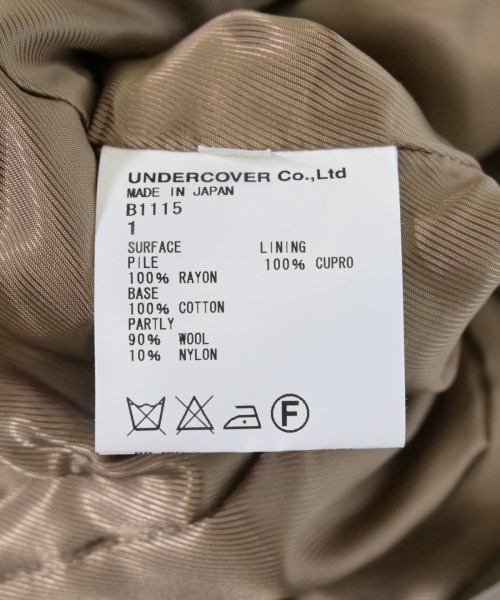 UNDERCOVER Co.,Ltd
MADE IN JAPAN
B1115
1
SURFACE LINING
PILE 100% CUPRO
100% RAYON
BASE
100% COTTON
PARTLY
90% WOOL
10% NYLON
F